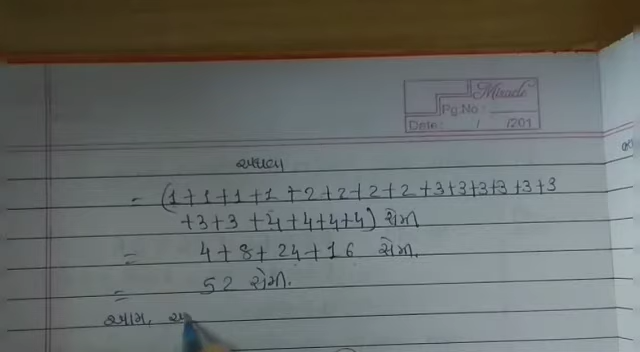 Miracle
Pg.No :
Date: / /201
અથવા
= (1+1+1+1+2+2+2+2+3+3+3+3+3+3
+3+3+4+4+4+4) સેમી
= 4+8+24+16 સેમી.
= 52 સેમી.
આમ, આ